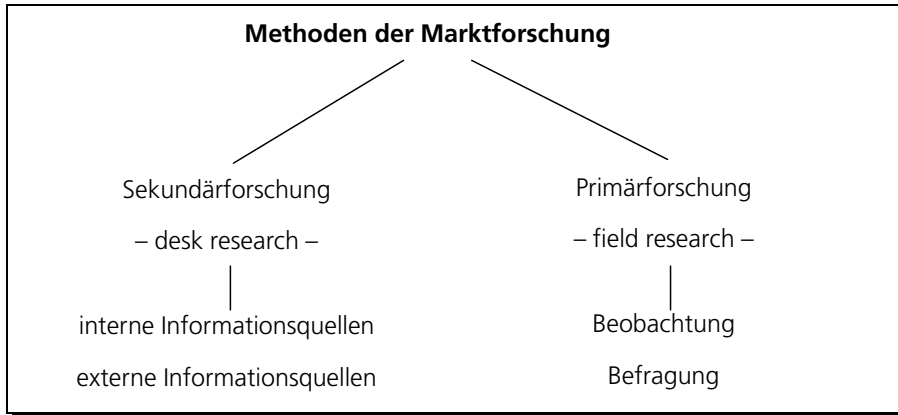 Methoden der Marktforschung
Sekundärforschung
– desk research –
interne Informationsquellen
externe Informationsquellen
Primärforschung
– field research –
Beobachtung
Befragung